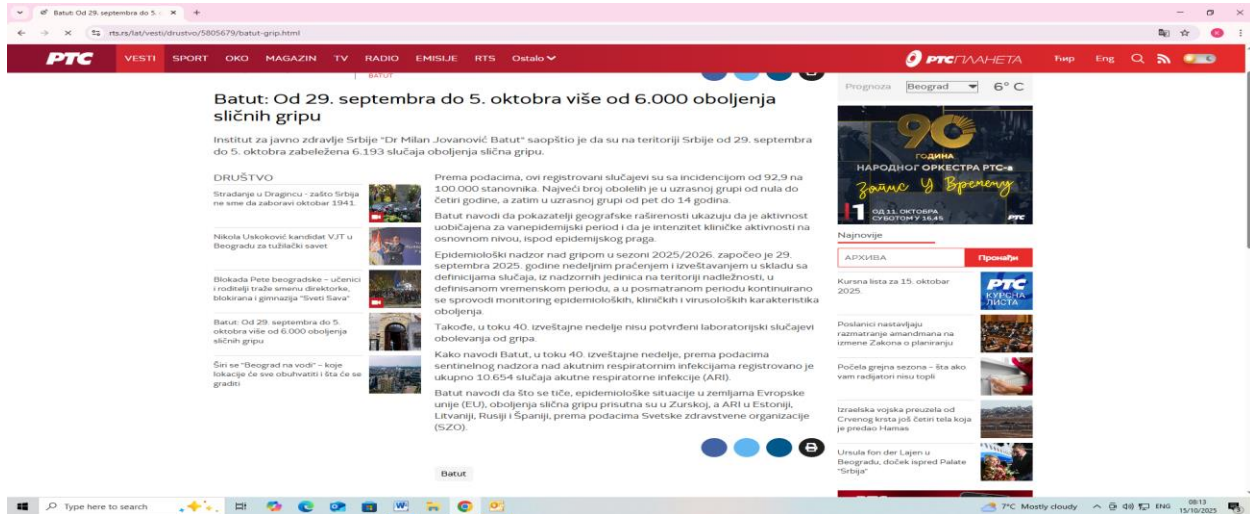 Batut: Od 29. septembra do 5. o
rts.rs/lat/vesti/drustvo/5805679/batut-grip.html
РТС VESTI SPORT OKO MAGAZIN TV RADIO EMISIJE RTS Ostalo РТС ПЛАНЕТА Ћир Eng
BATUT
Batut: Od 29. septembra do 5. oktobra više od 6.000 oboljenja
sličnih gripu
Institut za javno zdravlje Srbije "Dr Milan Jovanović Batut" saopštio je da su na teritoriji Srbije od 29. septembra
do 5. oktobra zabeležena 6.193 slučaja oboljenja slična gripu.
DRUŠTVO
Stradanje u Dragincu - zašto Srbija
ne sme da zaboravi oktobar 1941.
Nikola Uskoković kandidat VJT u
Beogradu za tužilački savet
Blokada Pete beogradske – učenici
i roditelji traže smenu direktorke,
blokirana i gimnazija "Sveti Sava"
Batut: Od 29. septembra do 5.
oktobra više od 6.000 oboljenja
sličnih gripu
Širi se "Beograd na vodi" – koje
lokacije će sve obuhvatiti i šta će se
graditi
Prema podacima, ovi registrovani slučajevi su sa incidencijom od 92,9 na
100.000 stanovnika. Najveći broj obolelih je u uzrasnoj grupi od nula do
četiri godine, a zatim u uzrasnoj grupi od pet do 14 godina.
Batut navodi da pokazatelji geografske raširenosti ukazuju da je aktivnost
uobičajena za vanepidemijski period i da je intenzitet kliničke aktivnosti na
osnovnom nivou, ispod epidemijskog praga.
Epidemiološki nadzor nad gripom u sezoni 2025/2026. započeo je 29.
septembra 2025. godine nedeljnim praćenjem i izveštavanjem u skladu sa
definicijama slučaja, iz nadzornih jedinica na teritoriji nadležnosti, u
definisanom vremenskom periodu, a u posmatranom periodu kontinuirano
se sprovodi monitoring epidemioloških, kliničkih i virusoloških karakteristika
oboljenja.
Takođe, u toku 40. izveštajne nedelje nisu potvrđeni laboratorijski slučajevi
obolevanja od gripa.
Kako navodi Batut, u toku 40. izveštajne nedelje, prema podacima
sentinelnog nadzora nad akutnim respiratornim infekcijama registrovano je
ukupno 10.654 slučaja akutne respiratorne infekcije (ARI).
Batut navodi da što se tiče, epidemiološke situacije u zemljama Evropske
unije (EU), oboljenja slična gripu prisutna su u Zurskoj, a ARI u Estoniji,
Litvaniji, Rusiji i Španiji, prema podacima Svetske zdravstvene organizacije
(SZO).
Batut
Prognoza Beograd 6° C
90
ГОДИНА
НАРОДНОГ ОРКЕСТРА РТС-а
Запис У Времену
1 ОД 11. ОКТОБРА
СУБОТОМ У 16.45 РТС
Najnovije
АРХИВА Пронађи
Kursna lista za 15. oktobar
2025.
РТС
КУРСНА
ЛИСТА
Poslanici nastavljaju
razmatranje amandmana na
izmene Zakona o planiranju
Počela grejna sezona – šta ako
vam radijatori nisu topli
Izraelska vojska preuzela od
Crvenog krsta još četiri tela koja
je predao Hamas
Ursula fon der Lajen u
Beogradu, doček ispred Palate
"Srbija"
Type here to search
7°C Mostly cloudy ENG
08:13
15/10/2025